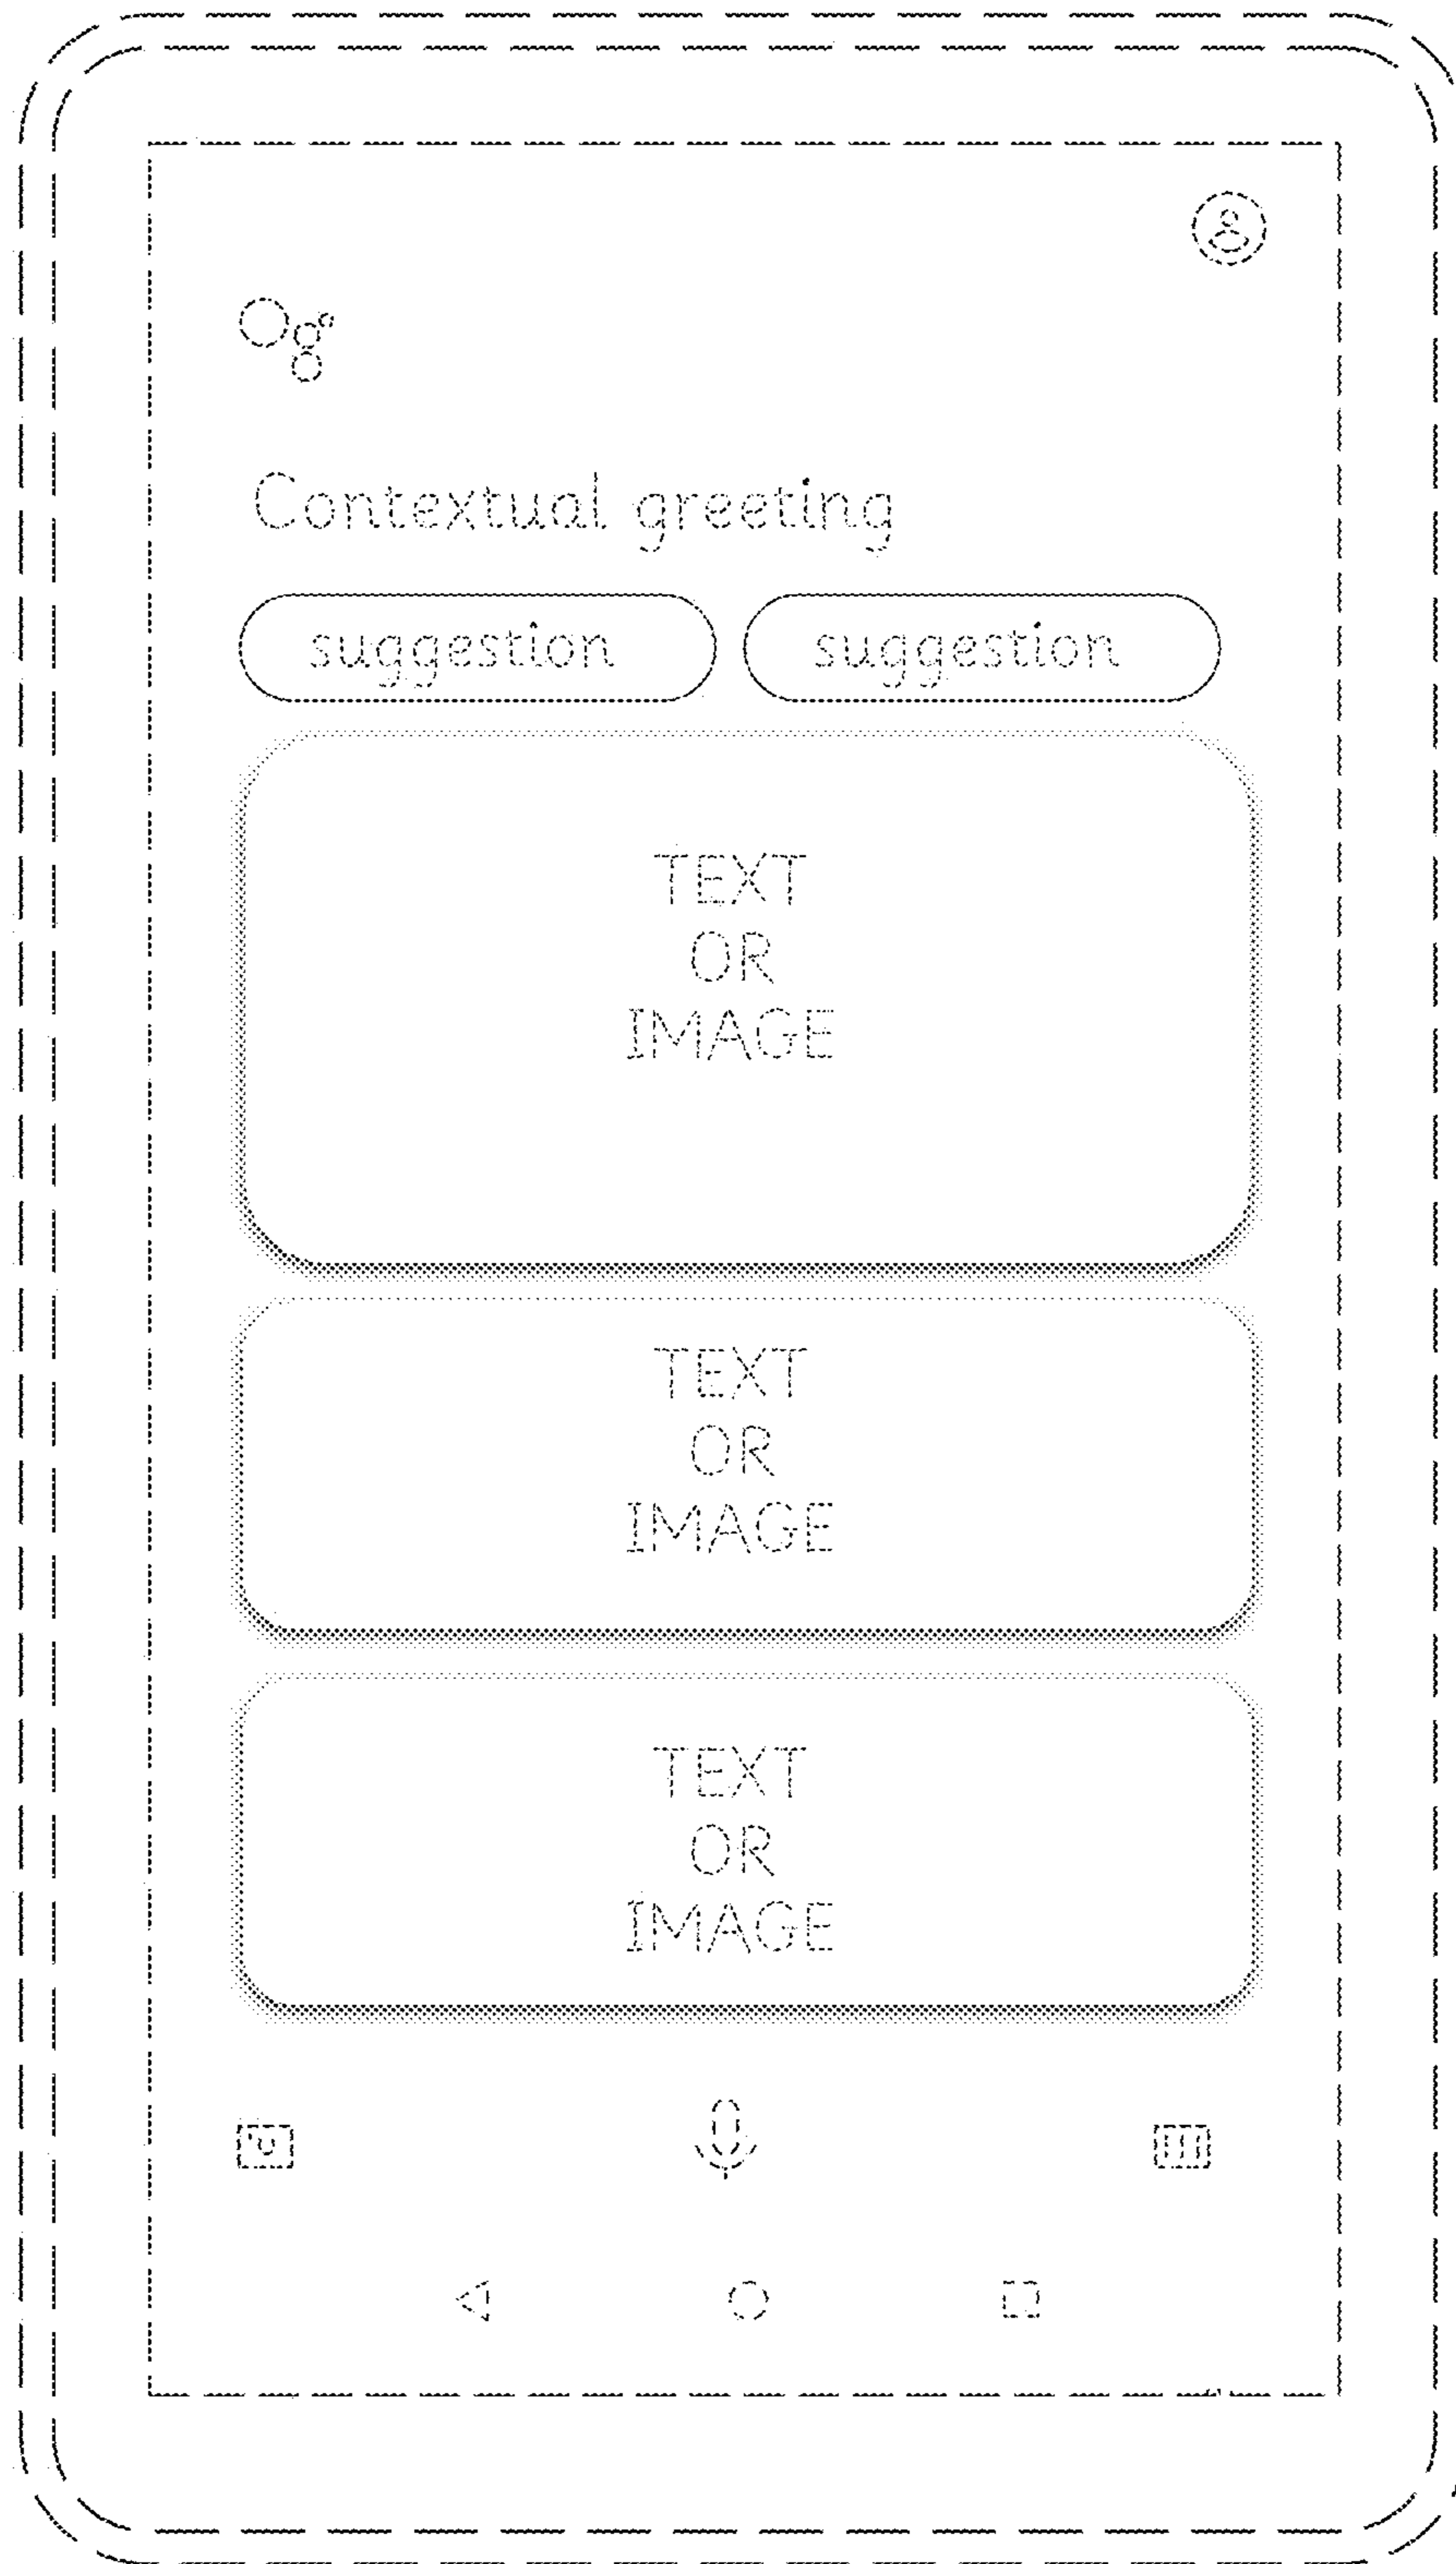 Contextual greeting
suggestion suggestion
TEXT
OR
IMAGE
TEXT
OR
IMAGE
TEXT
OR
IMAGE